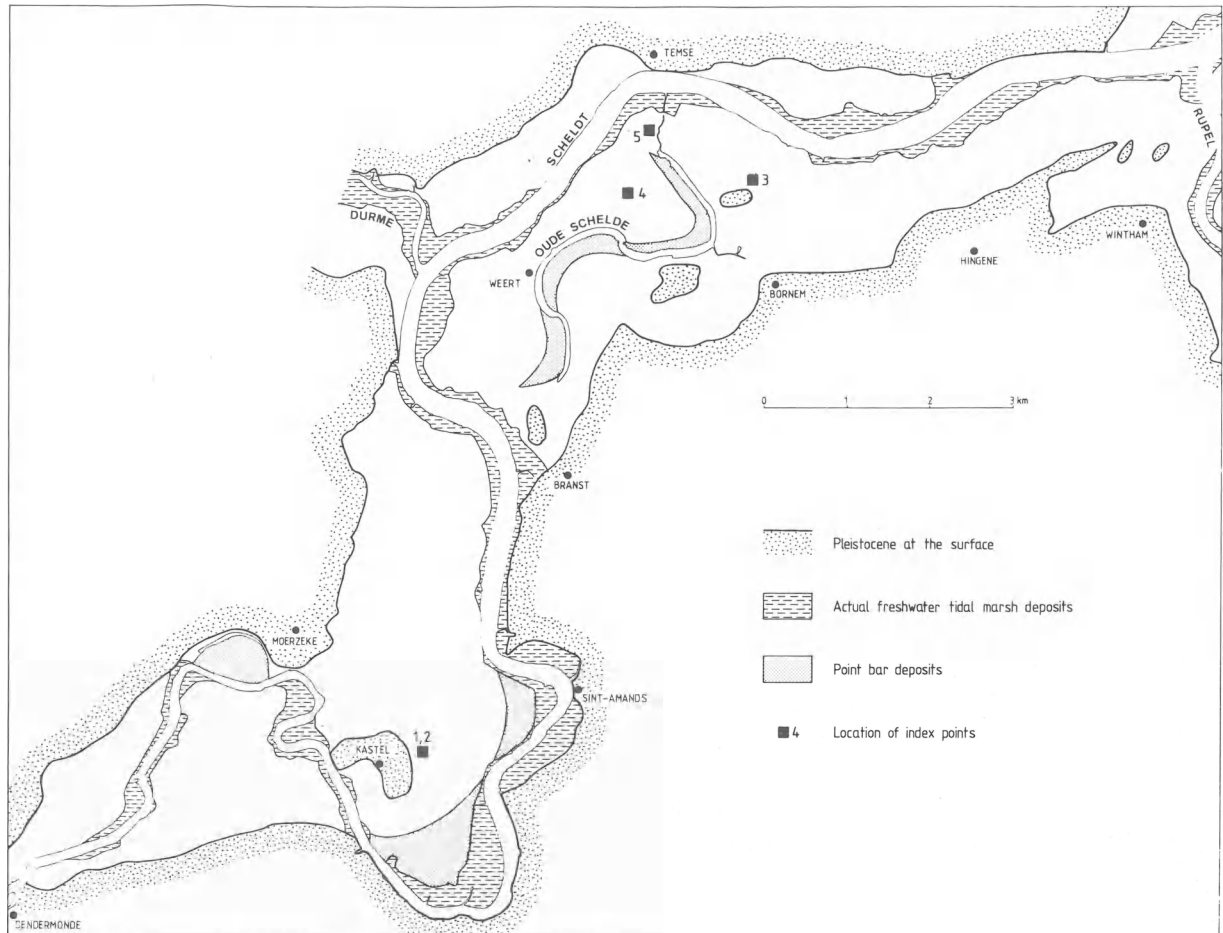 TEMSE
SCHELDT
RUPEL
5
3
4
DURME
OUDE SCHELDE
WEERT
WINTHAM
HINGENE
BORNEM
0 1 2 3 km
BRANST
Pleistocene at the surface
Actual freshwater tidal marsh deposits
MOERZEKE
Point bar deposits
SINT-AMANDS
4 Location of index points
1,2
KASTEL
DENDERMONDE